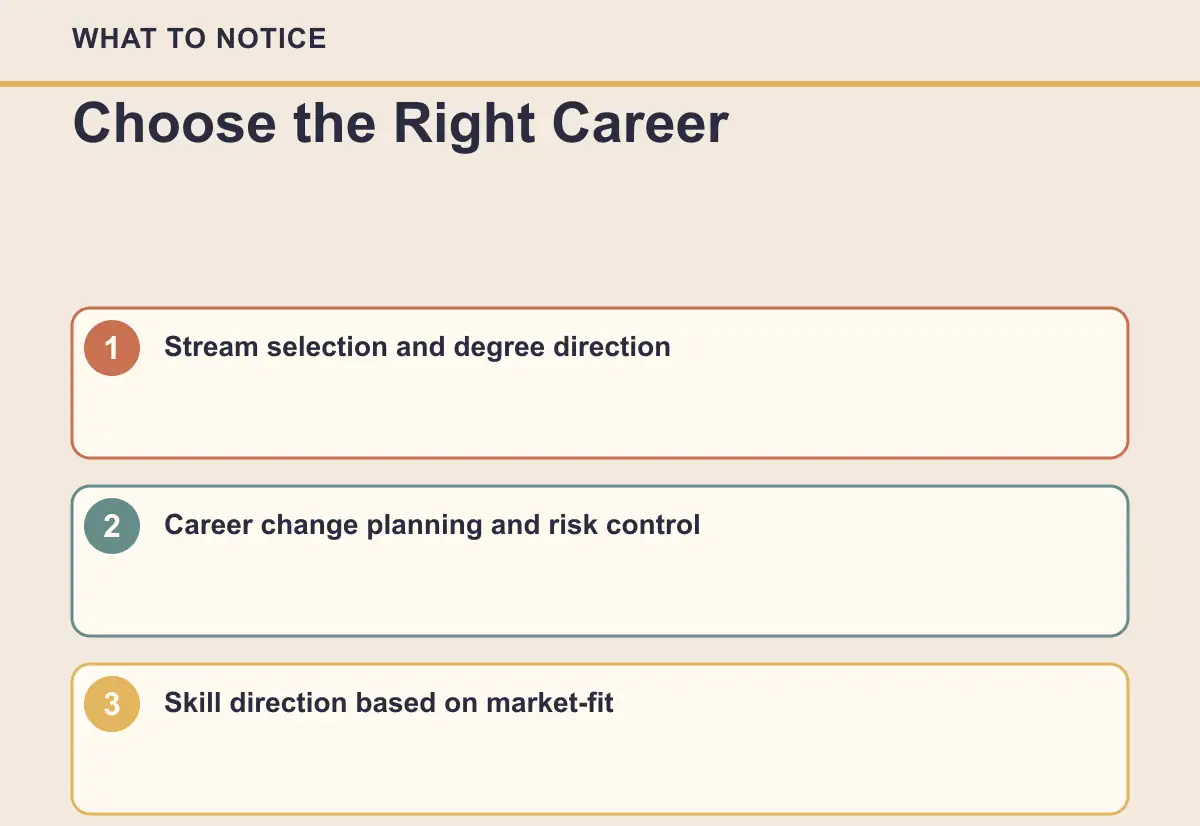 WHAT TO NOTICE
Choose the Right Career
1 Stream selection and degree direction
2 Career change planning and risk control
3 Skill direction based on market-fit